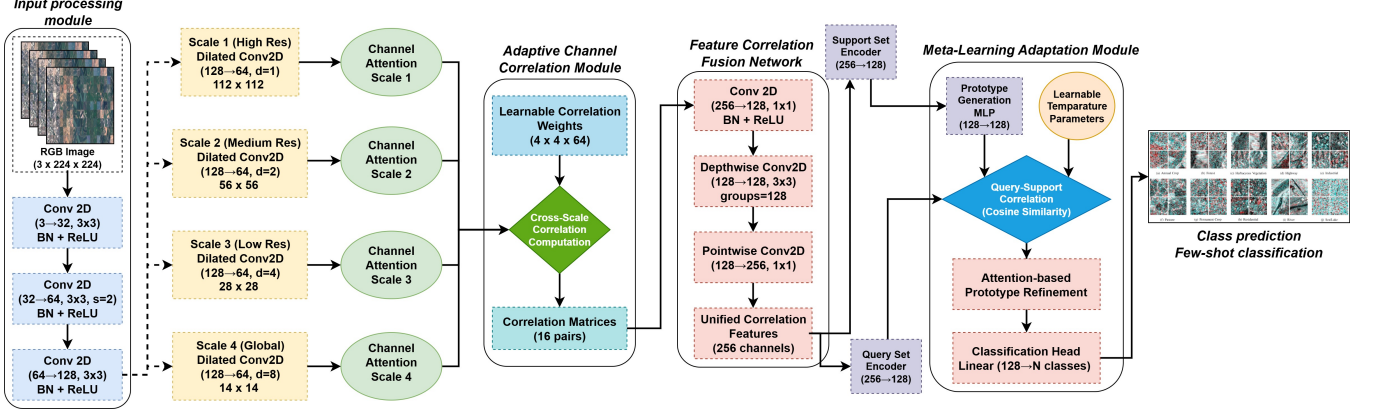 Input processing
module
RGB Image
(3 x 224 x 224)
Conv 2D
(3→32, 3x3)
BN + ReLU
Conv 2D
(32→64, 3x3, s=2)
BN + ReLU
Conv 2D
(64→128, 3x3)
BN + ReLU
Scale 1 (High Res)
Dilated Conv2D
(128→64, d=1)
112 x 112
Scale 2 (Medium Res)
Dilated Conv2D
(128→64, d=2)
56 x 56
Scale 3 (Low Res)
Dilated Conv2D
(128→64, d=4)
28 x 28
Scale 4 (Global)
Dilated Conv2D
(128→64, d=8)
14 x 14
Channel
Attention
Scale 1
Channel
Attention
Scale 2
Channel
Attention
Scale 3
Channel
Attention
Scale 4
Adaptive Channel
Correlation Module
Learnable Correlation
Weights
(4 x 4 x 64)
Cross-Scale
Correlation
Computation
Correlation Matrices
(16 pairs)
Feature Correlation
Fusion Network
Conv 2D
(256→128, 1x1)
BN + ReLU
Depthwise Conv2D
(128→128, 3x3)
groups=128
Pointwise Conv2D
(128→256, 1x1)
Unified Correlation
Features
(256 channels)
Support Set
Encoder
(256→128)
Query Set
Encoder
(256→128)
Meta-Learning Adaptation Module
Prototype
Generation
MLP
(128→128)
Learnable
Temparature
Parameters
Query-Support
Correlation
(Cosine Similarity)
Attention-based
Prototype Refinement
Classification Head
Linear (128→N classes)
Class prediction
Few-shot classification